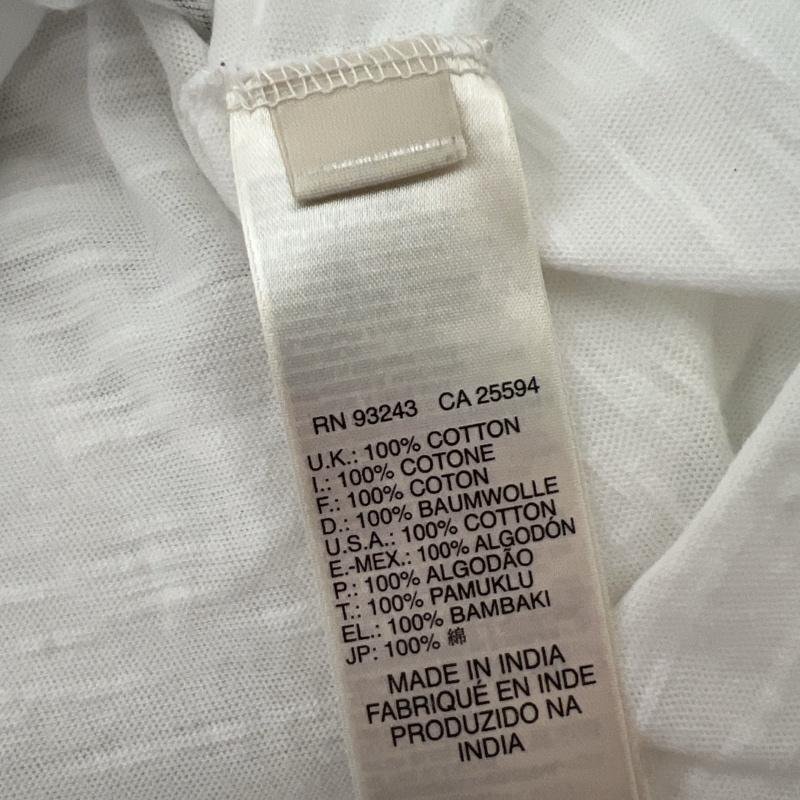 RN 93243 CA 25594
U.K.: 100% COTTON
I.: 100% COTONE
F.: 100% COTON
D.: 100% BAUMWOLLE
U.S.A.: 100% COTTON
E.-MEX.: 100% ALGODÓN
P.: 100% ALGODÃO
T.: 100% PAMUKLU
EL.: 100% BAMBAKI
JP: 100% 綿
MADE IN INDIA
FABRIQUÉ EN INDE
PRODUZIDO NA
INDIA